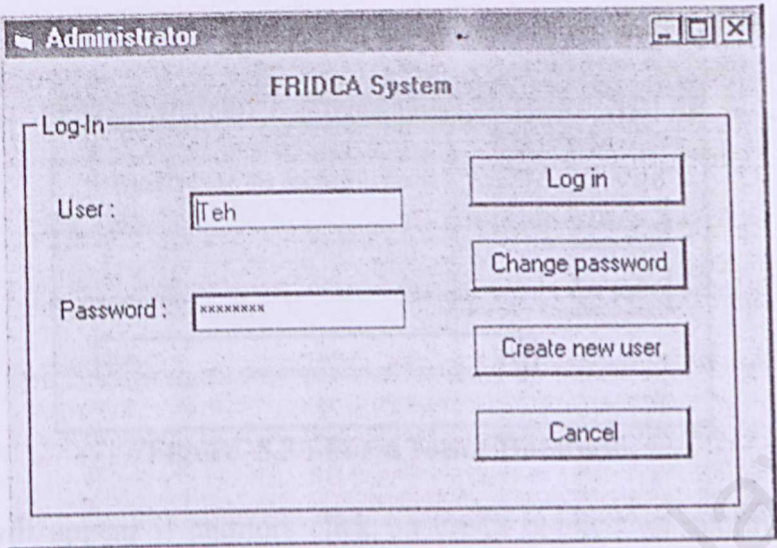 Administrator
FRIDCA System
Log-In
User :
Teh
Log in
Change password
Password :
xxxxxxxx
Create new user
Cancel